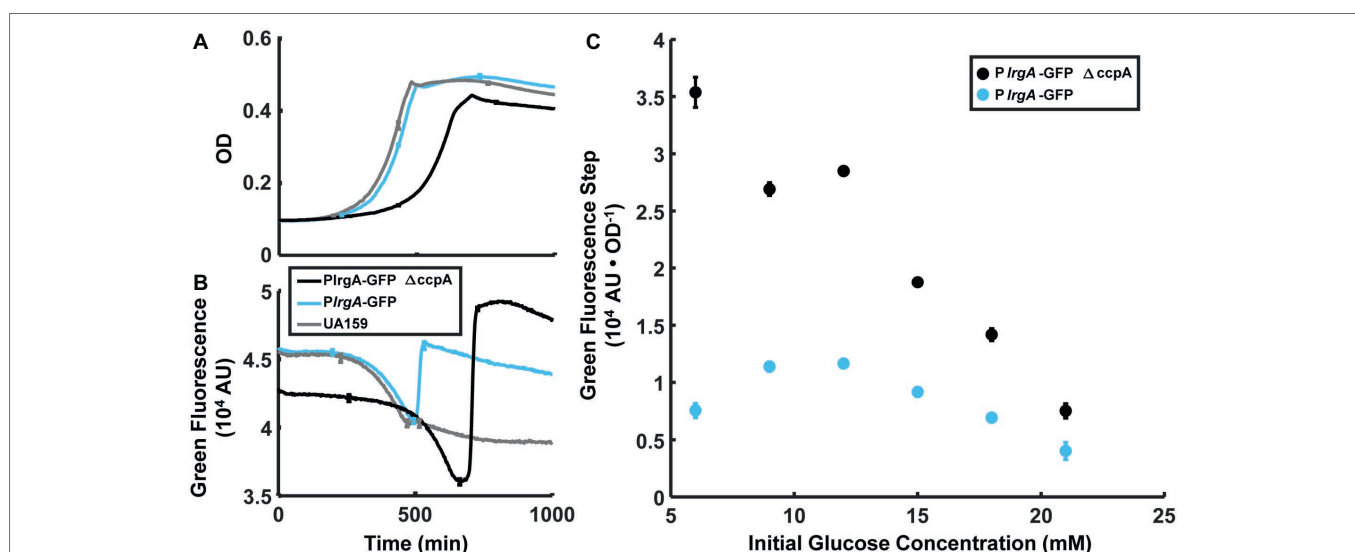 A
0.6
0.4
0.2
0
OD
B
PlrgA-GFP ΔccpA
PlrgA-GFP
UA159
5
4.5
4
3.5
Green Fluorescence
(10⁴ AU)
0
500
1000
Time (min)
C
4
3.5
3
2.5
2
1.5
1
0.5
0
Green Fluorescence Step
(10⁴ AU • OD⁻¹)
P lrgA-GFP ΔccpA
P lrgA-GFP
5
10
15
20
25
Initial Glucose Concentration (mM)